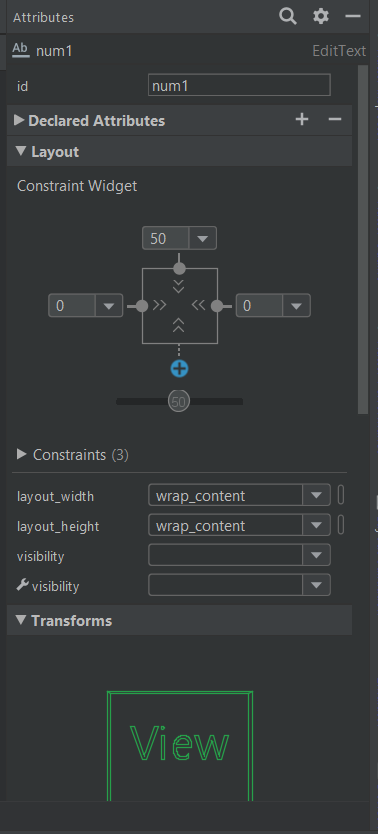 Attributes
Ab num1 EditText
id num1
Declared Attributes
Layout
Constraint Widget
50
0 0
50
Constraints (3)
layout_width wrap_content
layout_height wrap_content
visibility
visibility
Transforms
View